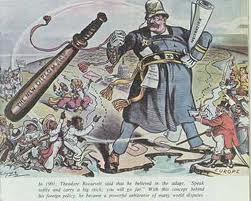 THE NEW DIPLOMACY
EUROPE
In 1901, Theodore Roosevelt said that he believed in the adage, "Speak
softly and carry a big stick, you will go far." With this concept behind
his foreign policy, he became a powerful arbitrator of many world disputes